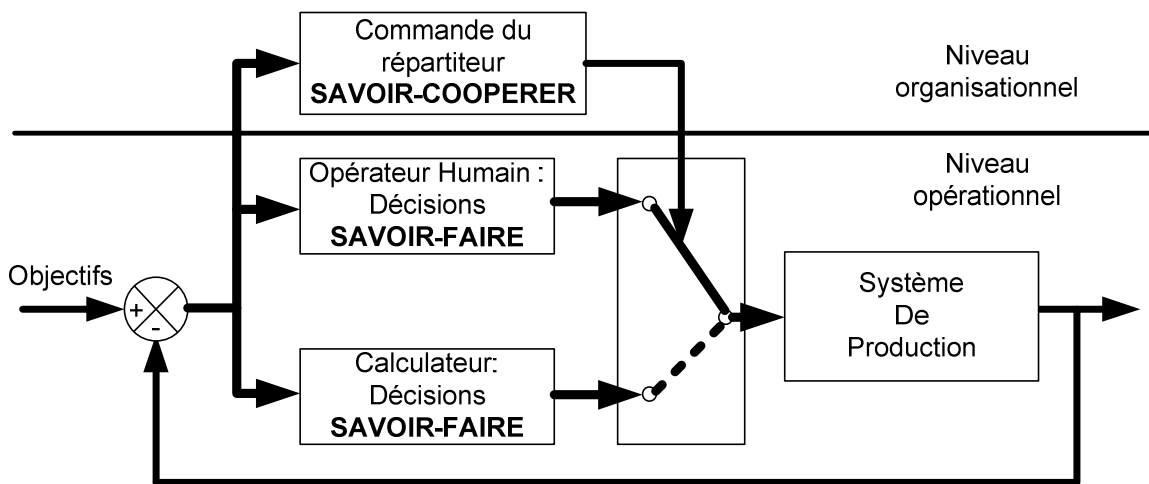 Commande du
répartiteur
SAVOIR-COOPERER
Niveau
organisationnel
Niveau
opérationnel
Opérateur Humain :
Décisions
SAVOIR-FAIRE
Objectifs
+
-
Système
De
Production
Calculateur:
Décisions
SAVOIR-FAIRE